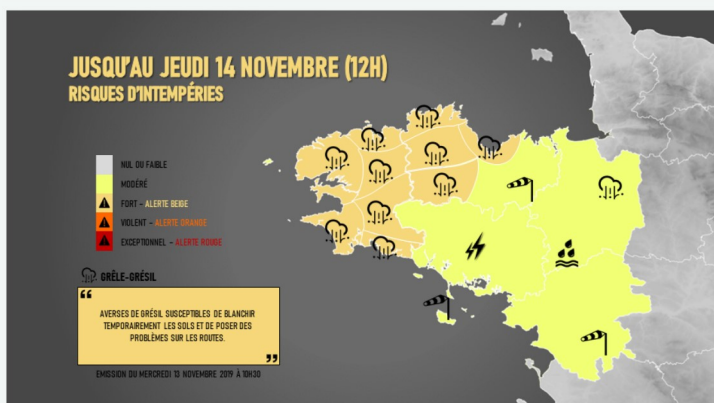 JUSQU'AU JEUDI 14 NOVEMBRE (12H)
RISQUES D'INTEMPÉRIES
NUL OU FAIBLE
MODÉRÉ
FORT - ALERTE BEIGE
VIOLENT - ALERTE ORANGE
EXCEPTIONNEL - ALERTE ROUGE
GRÊLE-GRÉSIL
“
AVERSES DE GRÉSIL SUSCEPTIBLES DE BLANCHIR
TEMPORAIREMENT LES SOLS ET DE POSER DES
PROBLÈMES SUR LES ROUTES.
”
EMISSION DU MERCREDI 13 NOVEMBRE 2019 À 10H30